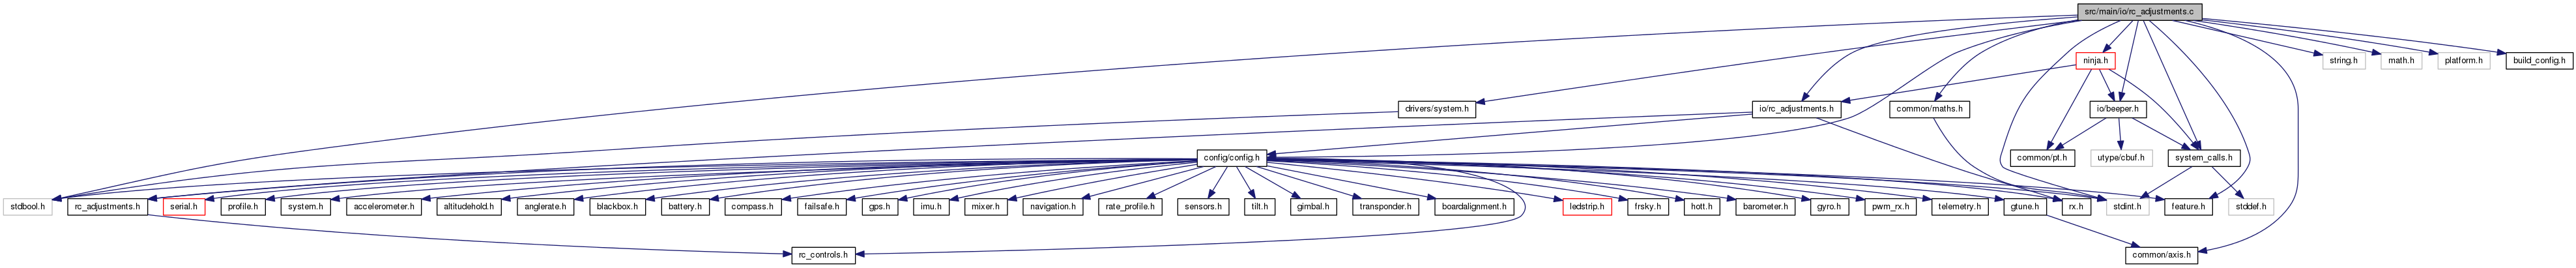 src/main/io/rc_adjustments.c
ninja.h
string.h
math.h
platform.h
build_config.h
drivers/system.h
io/rc_adjustments.h
common/maths.h
io/beeper.h
config/config.h
common/pt.h
utype/cbuf.h
system_calls.h
stdbool.h
rc_adjustments.h
serial.h
profile.h
system.h
accelerometer.h
altitudehold.h
anglerate.h
blackbox.h
battery.h
compass.h
failsafe.h
gps.h
imu.h
mixer.h
navigation.h
rate_profile.h
sensors.h
tilt.h
gimbal.h
transponder.h
boardalignment.h
ledstrip.h
frsky.h
hott.h
barometer.h
gyro.h
pwm_rx.h
telemetry.h
gtune.h
rx.h
stdint.h
feature.h
stddef.h
rc_controls.h
common/axis.h